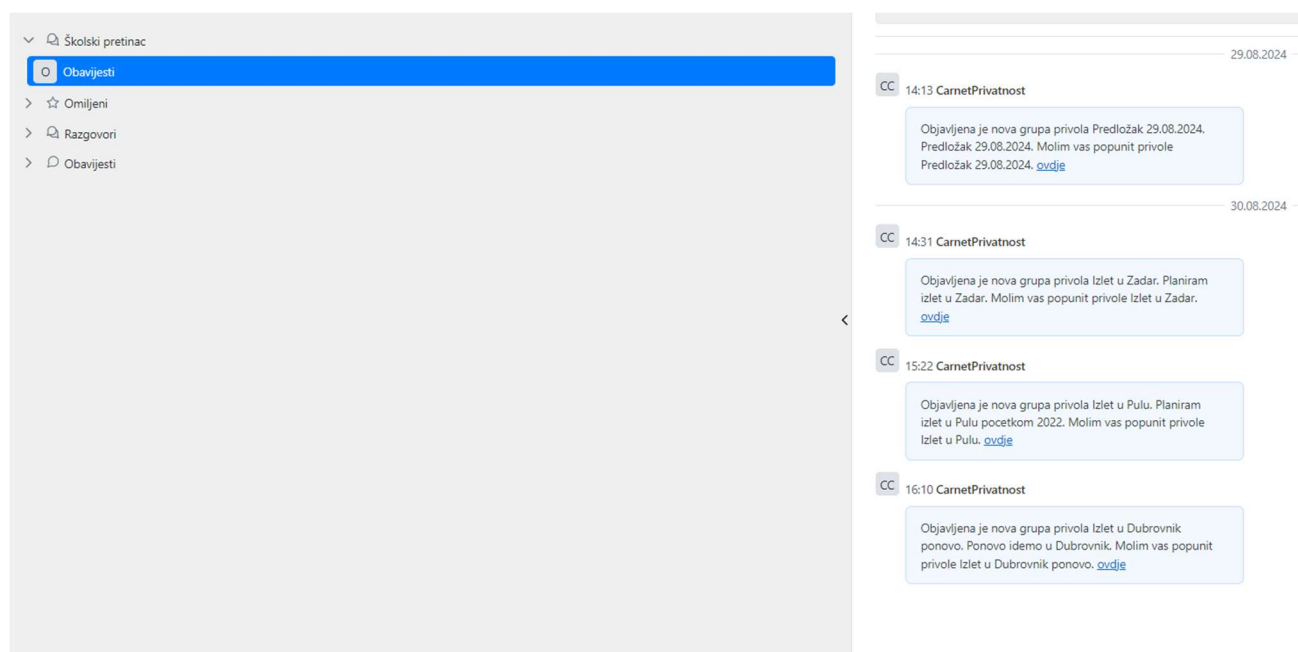 Školski pretinac
O Obavijesti
Omiljeni
Razgovori
Obavijesti
29.08.2024
CC 14:13 CarnetPrivatnost
Objavljena je nova grupa privola Predložak 29.08.2024.
Predložak 29.08.2024. Molim vas popunit privole
Predložak 29.08.2024. ovdje
30.08.2024
CC 14:31 CarnetPrivatnost
Objavljena je nova grupa privola Izlet u Zadar. Planiram
izlet u Zadar. Molim vas popunit privole Izlet u Zadar.
ovdje
CC 15:22 CarnetPrivatnost
Objavljena je nova grupa privola Izlet u Pulu. Planiram
izlet u Pulu pocetkom 2022. Molim vas popunit privole
Izlet u Pulu. ovdje
CC 16:10 CarnetPrivatnost
Objavljena je nova grupa privola Izlet u Dubrovnik
ponovo. Ponovo idemo u Dubrovnik. Molim vas popunit
privole Izlet u Dubrovnik ponovo. ovdje